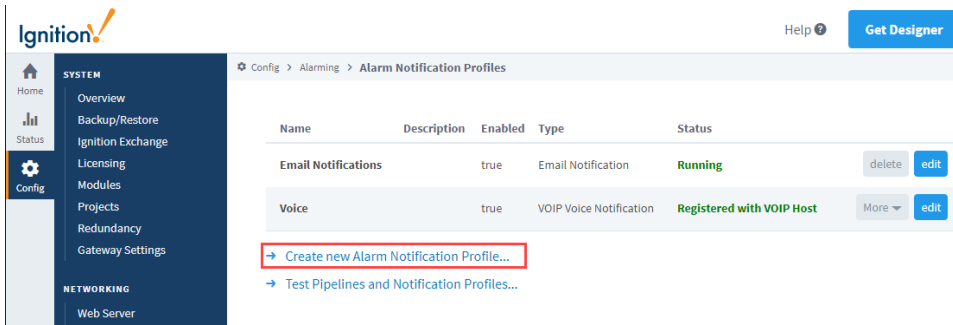 Ignition!
Help ?
Get Designer
Home
Status
Config
SYSTEM
Overview
Backup/Restore
Ignition Exchange
Licensing
Modules
Projects
Redundancy
Gateway Settings
NETWORKING
Web Server
Config > Alarming > Alarm Notification Profiles
Name Description Enabled Type Status
Email Notifications true Email Notification Running delete edit
Voice true VOIP Voice Notification Registered with VOIP Host More edit
→ Create new Alarm Notification Profile...
→ Test Pipelines and Notification Profiles...